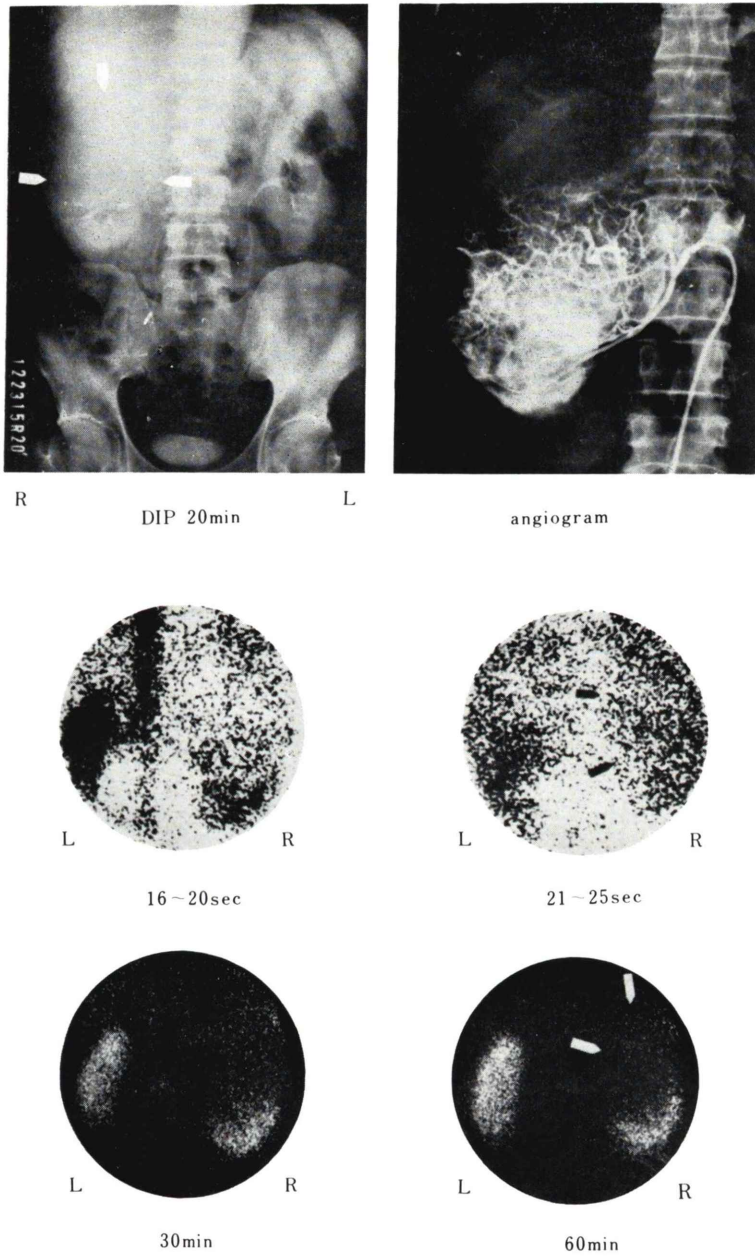 122315R20'
R L
DIP 20min
angiogram
L R
L R
16~20sec
21~25sec
L R
L R
30min
60min